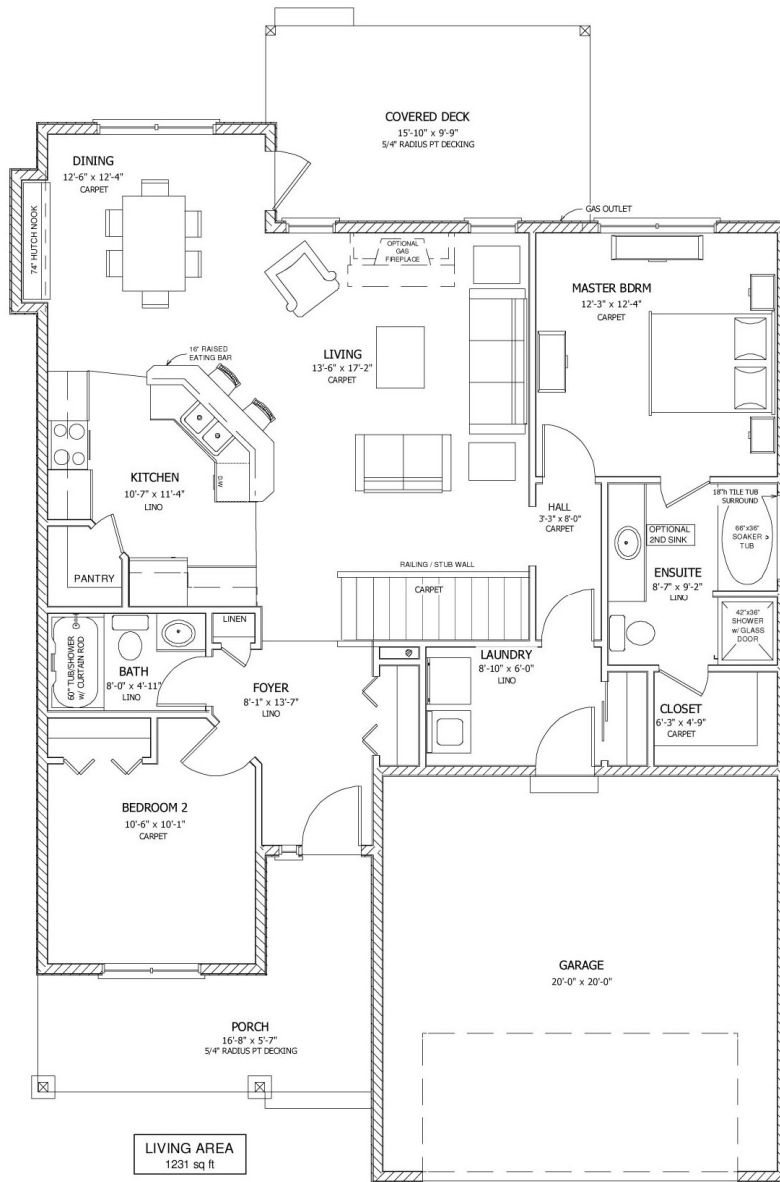 COVERED DECK
15'-10" x 9'-9"
5/4" RADIUS PT DECKING
DINING
12'-6" x 12'-4"
CARPET
74" HUTCH NOOK
GAS OUTLET
OPTIONAL
GAS
FIREPLACE
MASTER BDRM
12'-3" x 12'-4"
CARPET
16" RAISED
EATING BAR
LIVING
13'-6" x 17'-2"
CARPET
KITCHEN
10'-7" x 11'-4"
LINO
D/W
HALL
3'-3" x 8'-0"
CARPET
18"h TILE TUB
SURROUND
OPTIONAL
2ND SINK
66"x36"
SOAKER
TUB
ENSUITE
8'-7" x 9'-2"
LINO
PANTRY
RAILING / STUB WALL
CARPET
42"x36"
SHOWER
w/ GLASS
DOOR
LINEN
60" TUB/SHOWER
w/ CURTAIN ROD
BATH
8'-0" x 4'-11"
LINO
FOYER
8'-1" x 13'-7"
LINO
LAUNDRY
8'-10" x 6'-0"
LINO
CLOSET
6'-3" x 4'-9"
CARPET
BEDROOM 2
10'-6" x 10'-1"
CARPET
GARAGE
20'-0" x 20'-0"
PORCH
16'-8" x 5'-7"
5/4" RADIUS PT DECKING
LIVING AREA
1231 sq ft